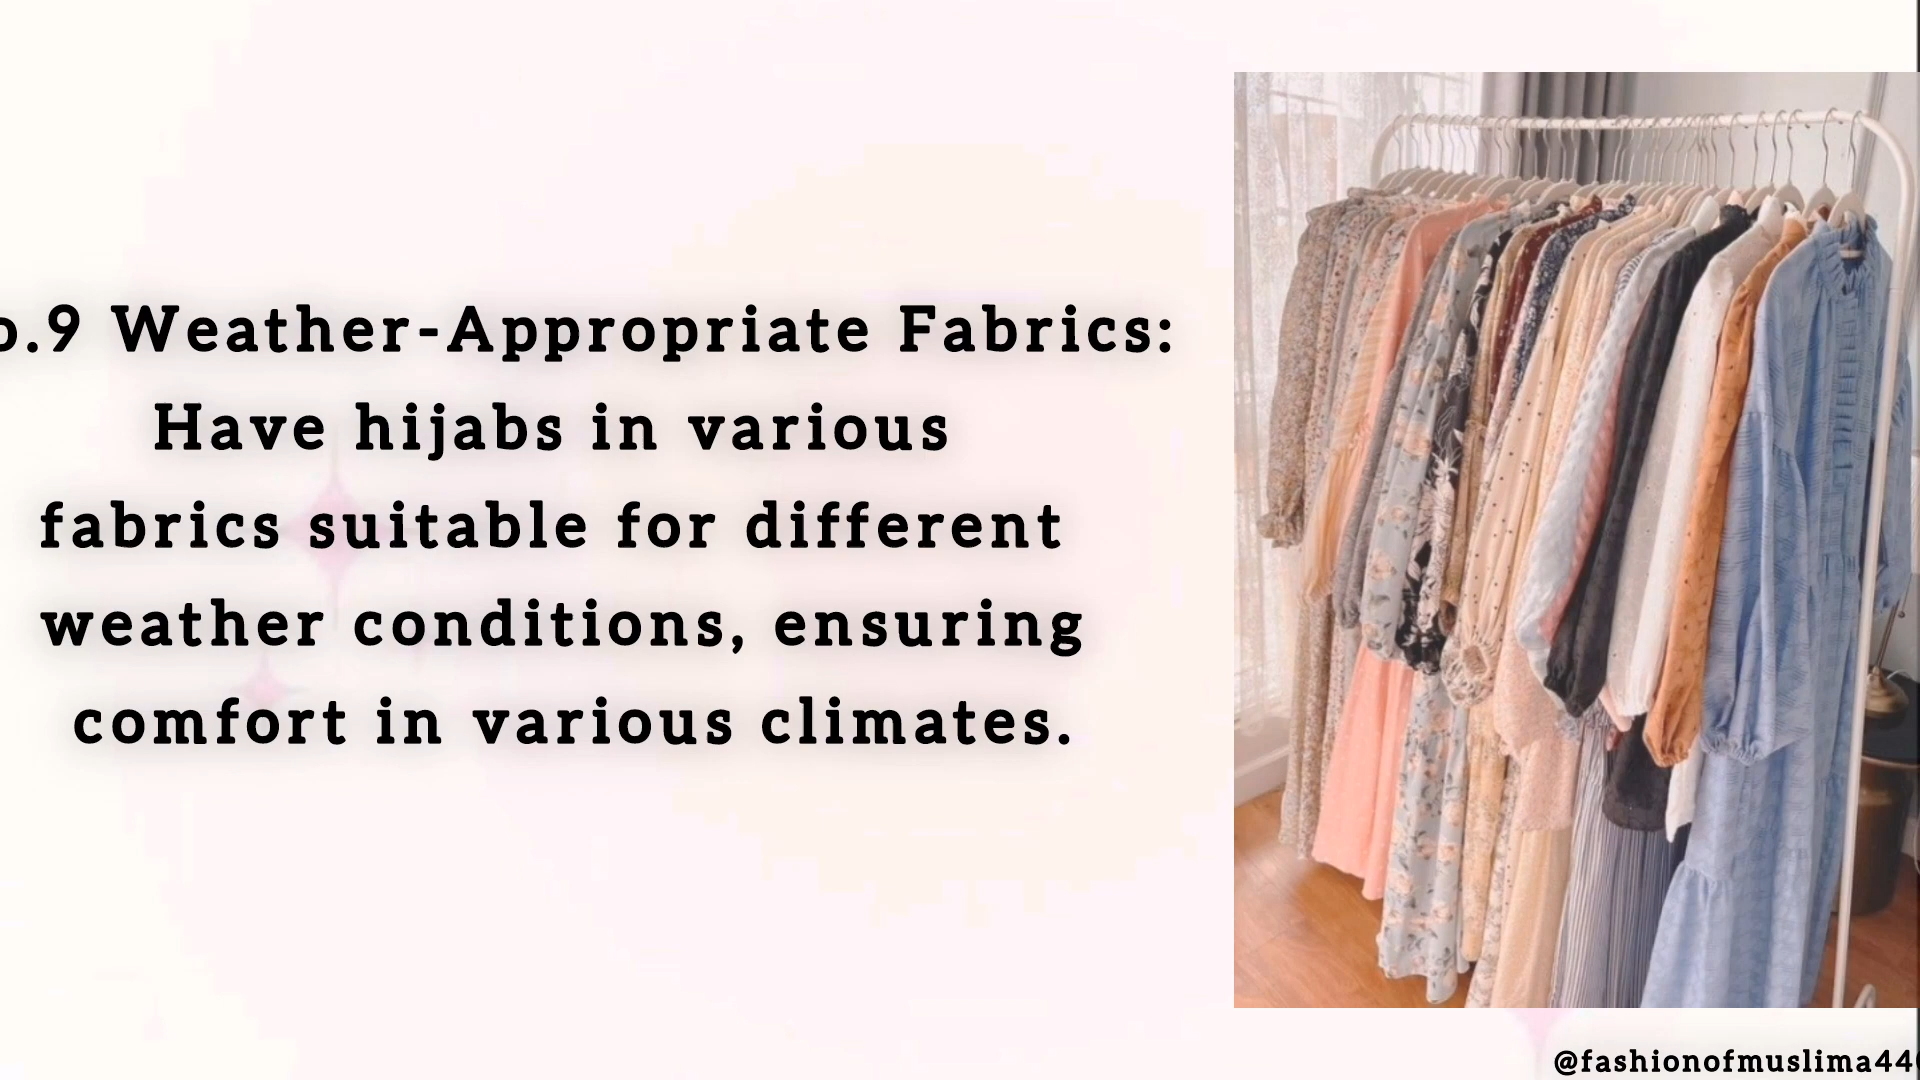 o.9 Weather-Appropriate Fabrics:
Have hijabs in various
fabrics suitable for different
weather conditions, ensuring
comfort in various climates.
@fashionofmuslima44